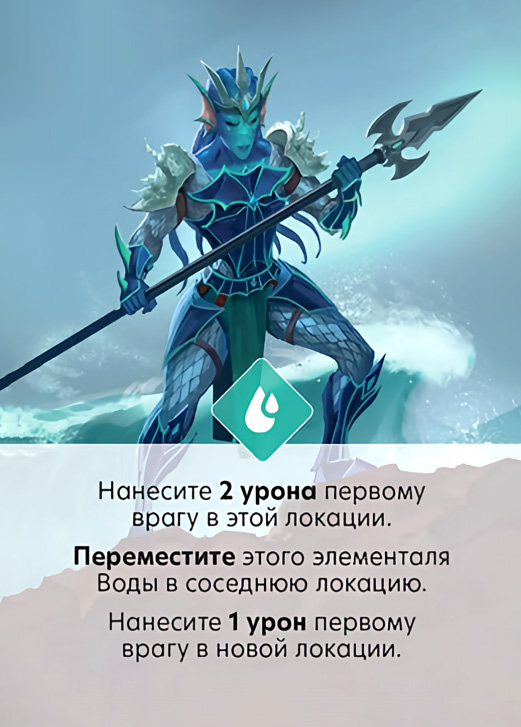 Нанесите 2 урона первому
врагу в этой локации.
Переместите этого элементаля
Воды в соседнюю локацию.
Нанесите 1 урон первому
врагу в новой локации.